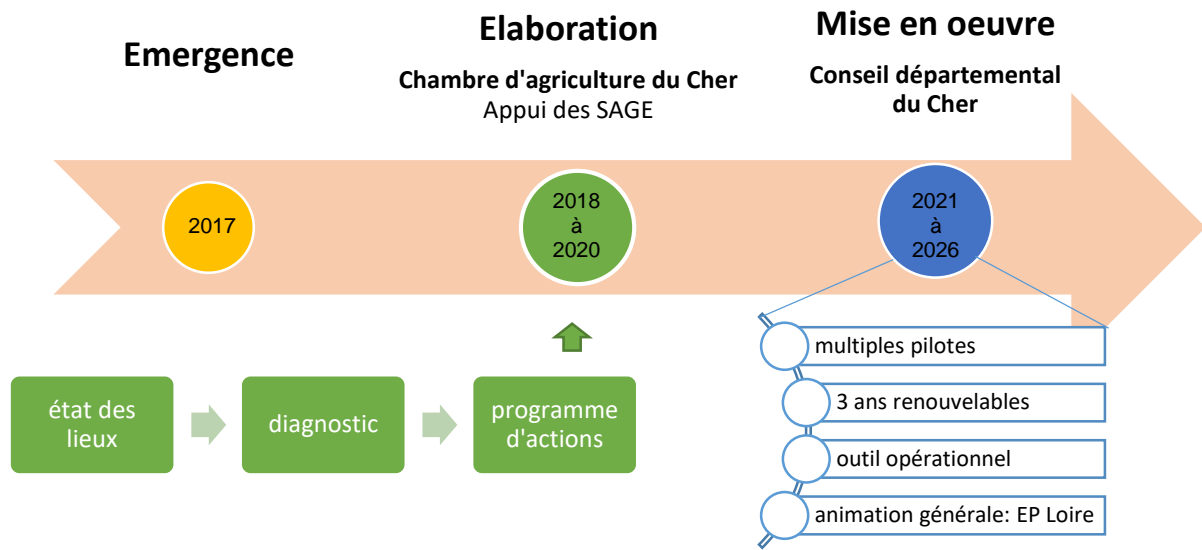 Emergence
Elaboration
Chambre d'agriculture du Cher
Appui des SAGE
Mise en oeuvre
Conseil départemental
du Cher
2017
2018
à
2020
2021
à
2026
état des
lieux
diagnostic
programme
d'actions
multiples pilotes
3 ans renouvelables
outil opérationnel
animation générale: EP Loire